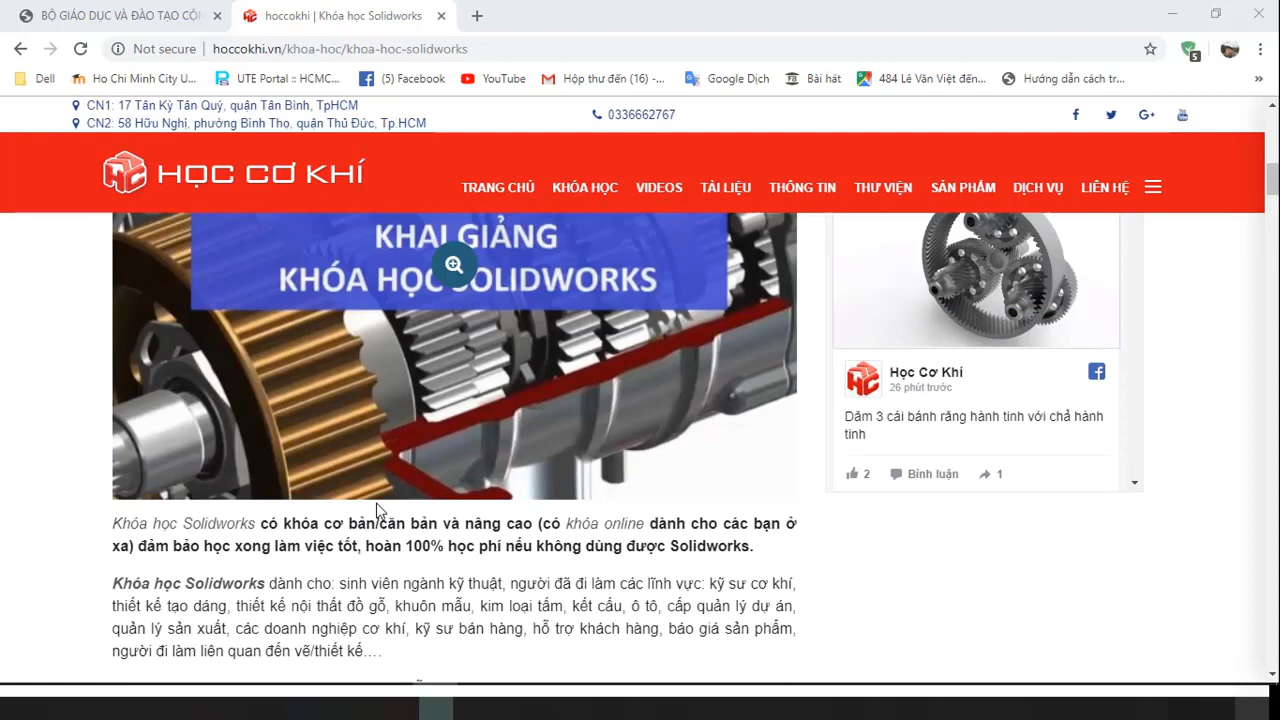 BỘ GIÁO DỤC VÀ ĐÀO TẠO CỘN
hoccokhi | Khóa học Solidworks
Not secure | hoccokhi.vn/khoa-hoc/khoa-hoc-solidworks
5
Dell
Ho Chi Minh City U...
UTE Portal :: HCMC...
(5) Facebook
YouTube
Hộp thư đến (16) -...
Google Dịch
Bài hát
484 Lê Văn Việt đến...
Hướng dẫn cách tr...
CN1: 17 Tân Kỳ Tân Quý, quận Tân Bình, TpHCM
CN2: 58 Hữu Nghị, phường Bình Thọ, quận Thủ Đức, Tp.HCM
0336662767
HỌC CƠ KHÍ
TRANG CHỦ KHÓA HỌC VIDEOS TÀI LIỆU THÔNG TIN THƯ VIỆN SẢN PHẨM DỊCH VỤ LIÊN HỆ
KHAI GIẢNG
KHÓA HỌC SOLIDWORKS
Học Cơ Khí
26 phút trước
Dăm 3 cái bánh răng hành tinh với chả hành
tinh
2 Bình luận 1
Khóa học Solidworks có khóa cơ bản/căn bản và nâng cao (có khóa online dành cho các bạn ở
xa) đảm bảo học xong làm việc tốt, hoàn 100% học phí nếu không dùng được Solidworks.
Khóa học Solidworks dành cho: sinh viên ngành kỹ thuật, người đã đi làm các lĩnh vực: kỹ sư cơ khí,
thiết kế tạo dáng, thiết kế nội thất đồ gỗ, khuôn mẫu, kim loại tấm, kết cấu, ô tô, cấp quản lý dự án,
quản lý sản xuất, các doanh nghiệp cơ khí, kỹ sư bán hàng, hỗ trợ khách hàng, báo giá sản phẩm,
người đi làm liên quan đến vẽ/thiết kế….